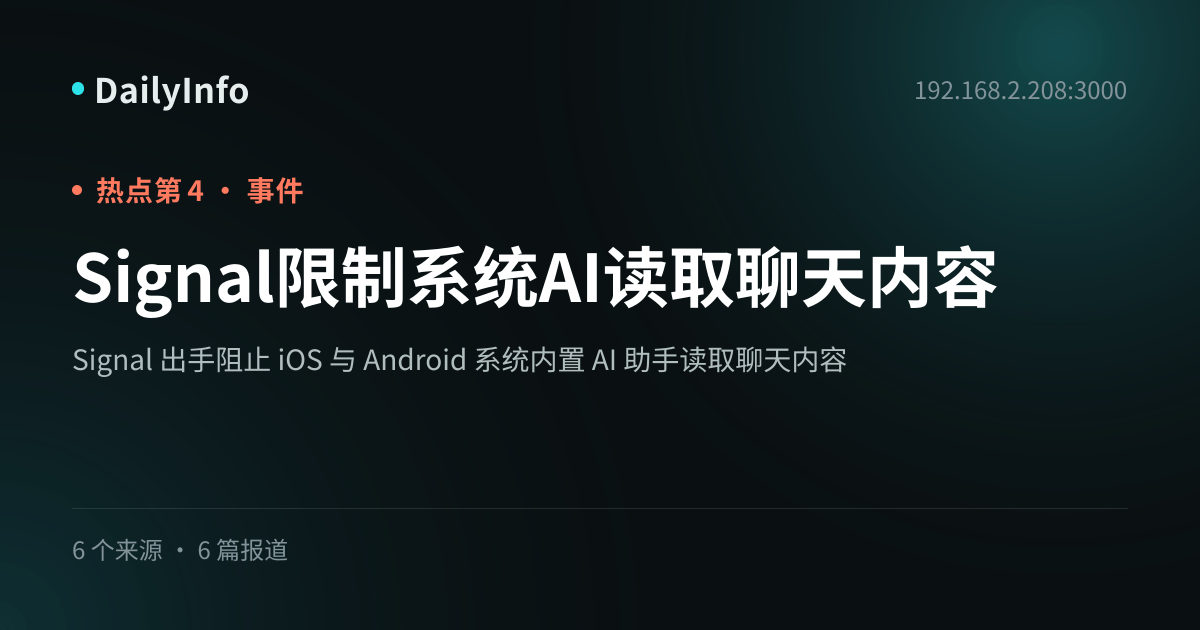 DailyInfo
192.168.2.208:3000
热点第 4 · 事件
Signal限制系统AI读取聊天内容
Signal 出手阻止 iOS 与 Android 系统内置 AI 助手读取聊天内容
6 个来源 · 6 篇报道